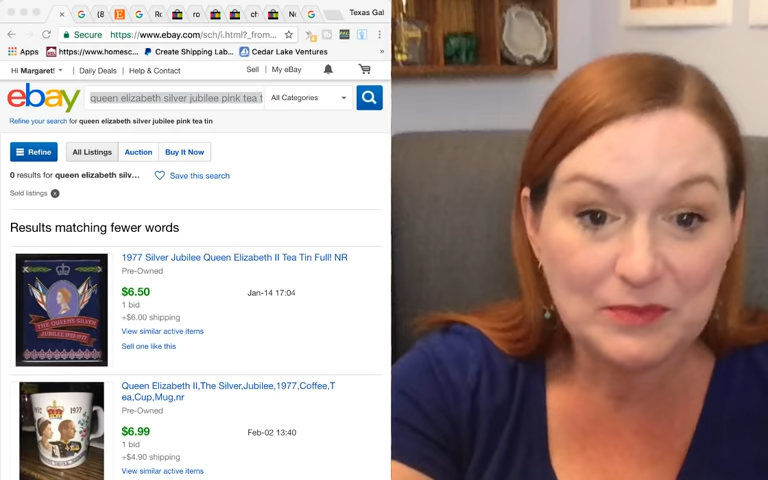 (8
Rc
ro
ch
Ne
Texas Gal
Secure
https://www.ebay.com/sch/i.html?_from...
Apps
https://www.homesc...
Create Shipping Lab...
Cedar Lake Ventures
»
Hi Margaret!
Daily Deals
Help & Contact
Sell
My eBay
ebay
queen elizabeth silver jubilee pink tea t
All Categories
Refine your search for queen elizabeth silver jubilee pink tea tin
Refine
All Listings
Auction
Buy It Now
0 results for queen elizabeth silv...
Save this search
Sold listings
Results matching fewer words
1977 Silver Jubilee Queen Elizabeth II Tea Tin Full! NR
Pre-Owned
$6.50
Jan-14 17:04
1 bid
+$6.00 shipping
View similar active items
Sell one like this
THE QUEEN'S SILVER
JUBILEE 1952-1977
Queen Elizabeth II,The Silver,Jubilee,1977,Coffee,T
ea,Cup,Mug,nr
Pre-Owned
$6.99
Feb-02 13:40
1 bid
+$4.90 shipping
View similar active items
1977